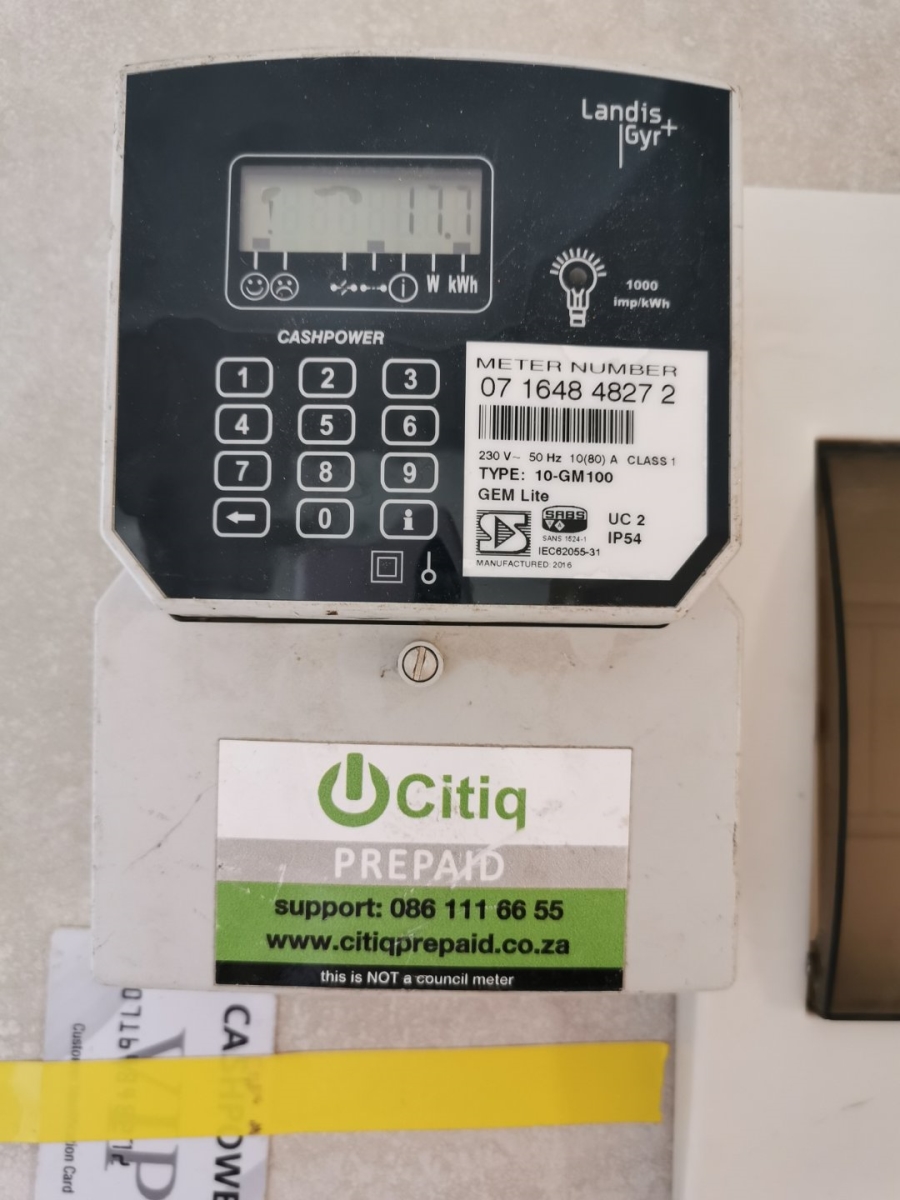 Landis
Gyr+
17.7
W kWh
1000
imp/kWh
CASHPOWER
1 2 3
4 5 6
7 8 9
← 0 i
METER NUMBER
07 1648 4827 2
230 V~ 50 Hz 10(80) A CLASS 1
TYPE: 10-GM100
GEM Lite
SABS
SANS 1524-1
IEC62055-31
UC 2
IP54
MANUFACTURED 2016
Citiq
PREPAID
support: 086 111 66 55
www.citiqprepaid.co.za
this is NOT a council meter
CASHPOWE